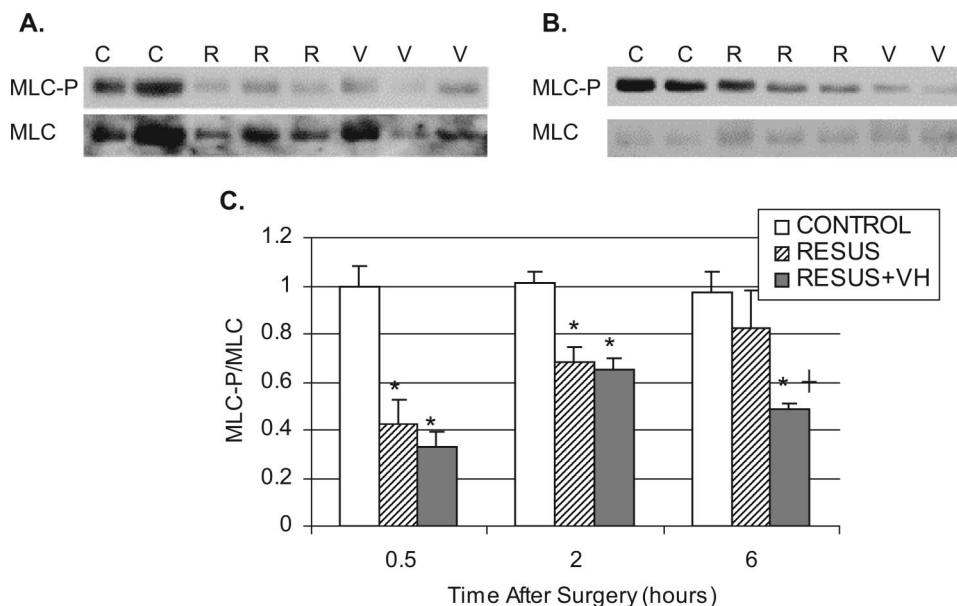 A.
C C R R R V V V
MLC-P
MLC
B.
C C R R R V V
MLC-P
MLC
C.
CONTROL
RESUS
RESUS+VH
MLC-P/MLC
1.2
1
0.8
0.6
0.4
0.2
0
* * * * * +
0.5 2 6
Time After Surgery (hours)